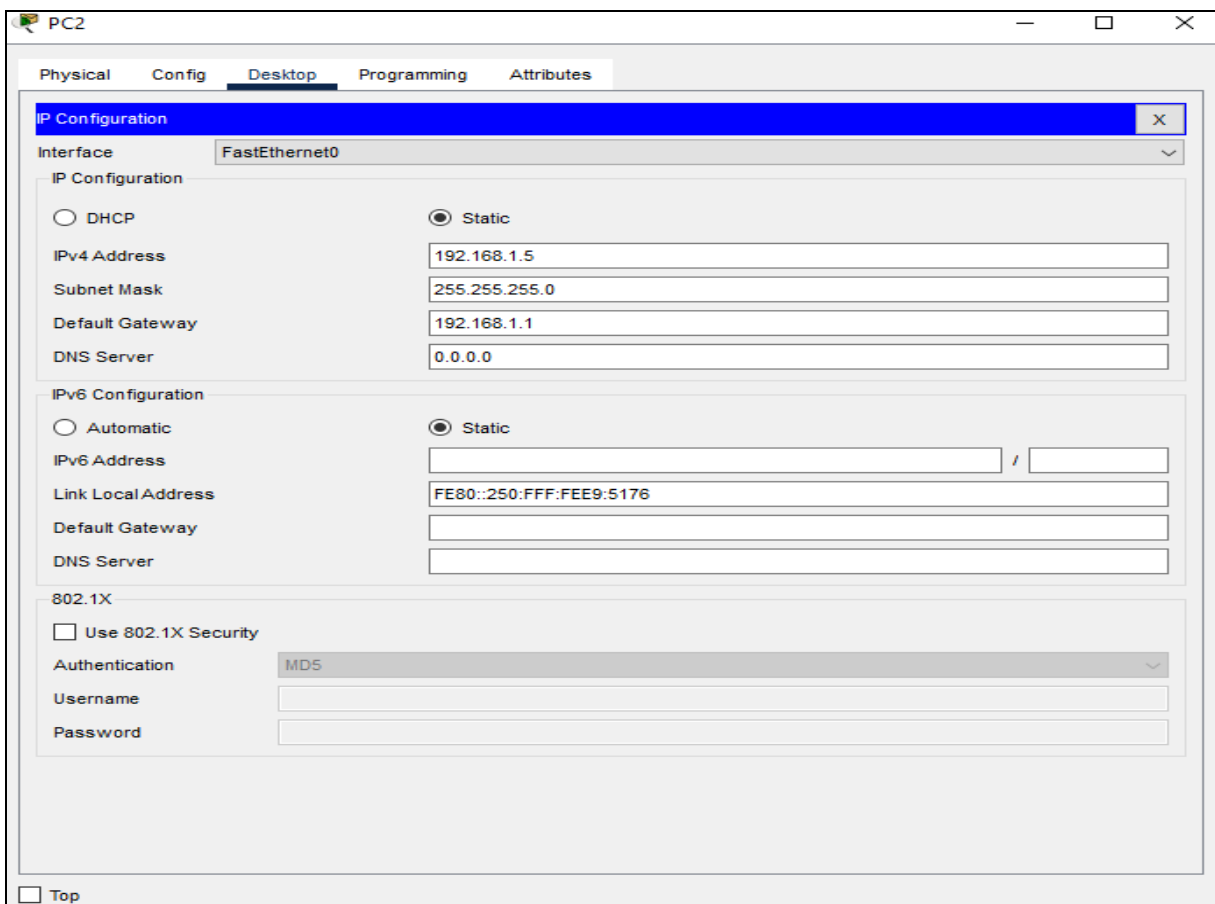 PC2
Physical Config Desktop Programming Attributes
IP Configuration X
Interface FastEthernet0
IP Configuration
DHCP Static
IPv4 Address 192.168.1.5
Subnet Mask 255.255.255.0
Default Gateway 192.168.1.1
DNS Server 0.0.0.0
IPv6 Configuration
Automatic Static
IPv6 Address /
Link Local Address FE80::250:FFF:FEE9:5176
Default Gateway
DNS Server
802.1X
Use 802.1X Security
Authentication MD5
Username
Password
Top